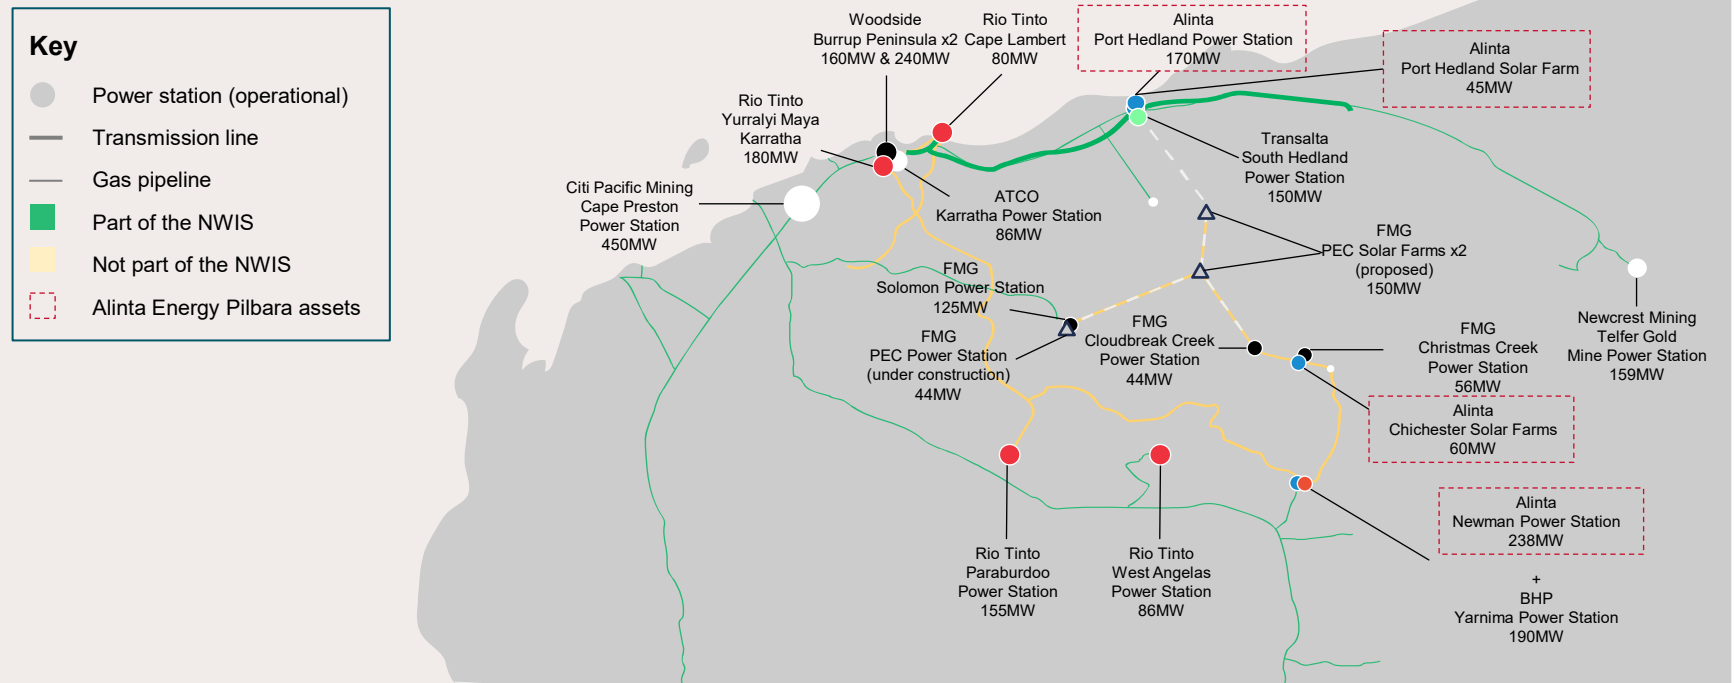 Key
Power station (operational)
Transmission line
Gas pipeline
Part of the NWIS
Not part of the NWIS
Alinta Energy Pilbara assets
Woodside
Burrup Peninsula x2
160MW & 240MW
Rio Tinto
Cape Lambert
80MW
Alinta
Port Hedland Power Station
170MW
Alinta
Port Hedland Solar Farm
45MW
Rio Tinto
Yurralyi Maya
Karratha
180MW
Transalta
South Hedland
Power Station
150MW
Citi Pacific Mining
Cape Preston
Power Station
450MW
ATCO
Karratha Power Station
86MW
FMG
PEC Solar Farms x2
(proposed)
150MW
FMG
Solomon Power Station
125MW
FMG
PEC Power Station
(under construction)
44MW
FMG
Cloudbreak Creek
Power Station
44MW
FMG
Christmas Creek
Power Station
56MW
Newcrest Mining
Telfer Gold
Mine Power Station
159MW
Alinta
Chichester Solar Farms
60MW
Alinta
Newman Power Station
238MW
+
BHP
Yarnima Power Station
190MW
Rio Tinto
Paraburdoo
Power Station
155MW
Rio Tinto
West Angelas
Power Station
86MW